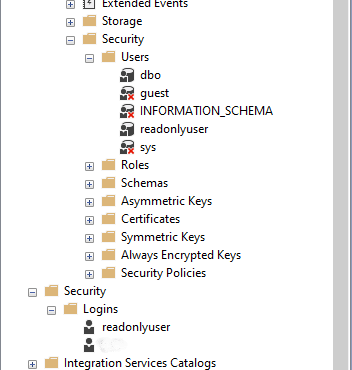 Extended Events
Storage
Security
Users
dbo
guest
INFORMATION_SCHEMA
readonlyuser
sys
Roles
Schemas
Asymmetric Keys
Certificates
Symmetric Keys
Always Encrypted Keys
Security Policies
Security
Logins
readonlyuser
Integration Services Catalogs